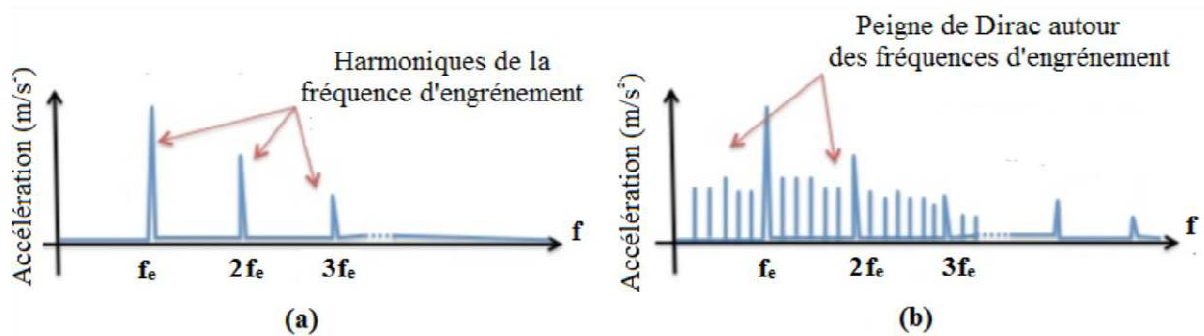 Harmoniques de la
fréquence d'engrénement
Accélération (m/s²)
f
fₑ
2fₑ
3fₑ
(a)
Peigne de Dirac autour
des fréquences d'engrénement
Accélération (m/s²)
f
fₑ
2fₑ
3fₑ
(b)